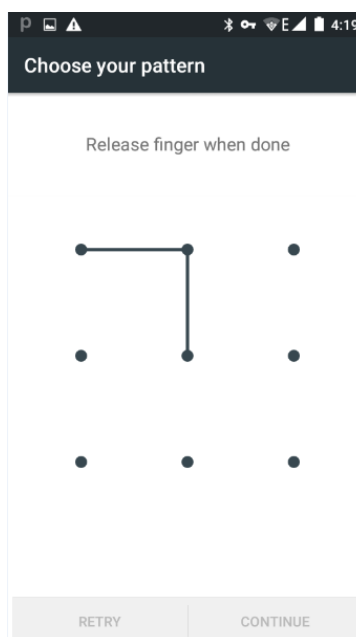 P E 4:19
Choose your pattern
Release finger when done
RETRY CONTINUE